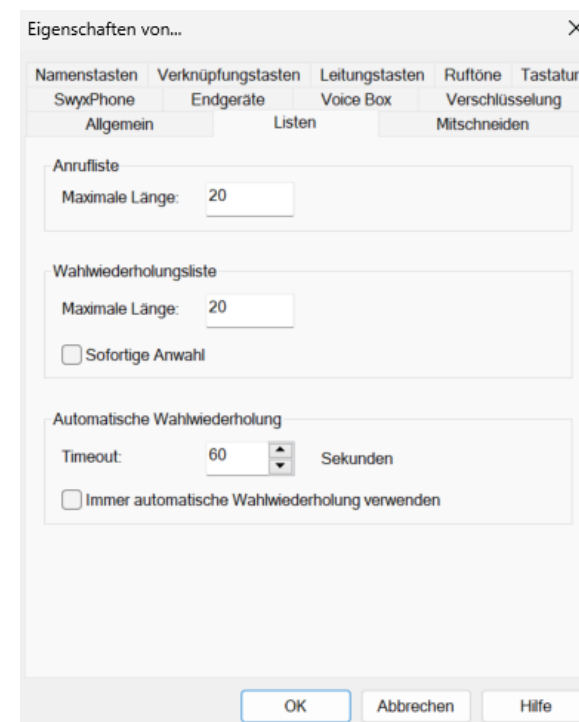 Eigenschaften von...
Namenstasten Verknüpfungstasten Leitungstasten Ruftöne Tastatur
SwyxPhone Endgeräte Voice Box Verschlüsselung
Allgemein Listen Mitschneiden
Anrufliste
Maximale Länge: 20
Wahlwiederholungsliste
Maximale Länge: 20
Sofortige Anwahl
Automatische Wahlwiederholung
Timeout: 60 Sekunden
Immer automatische Wahlwiederholung verwenden
OK Abbrechen Hilfe